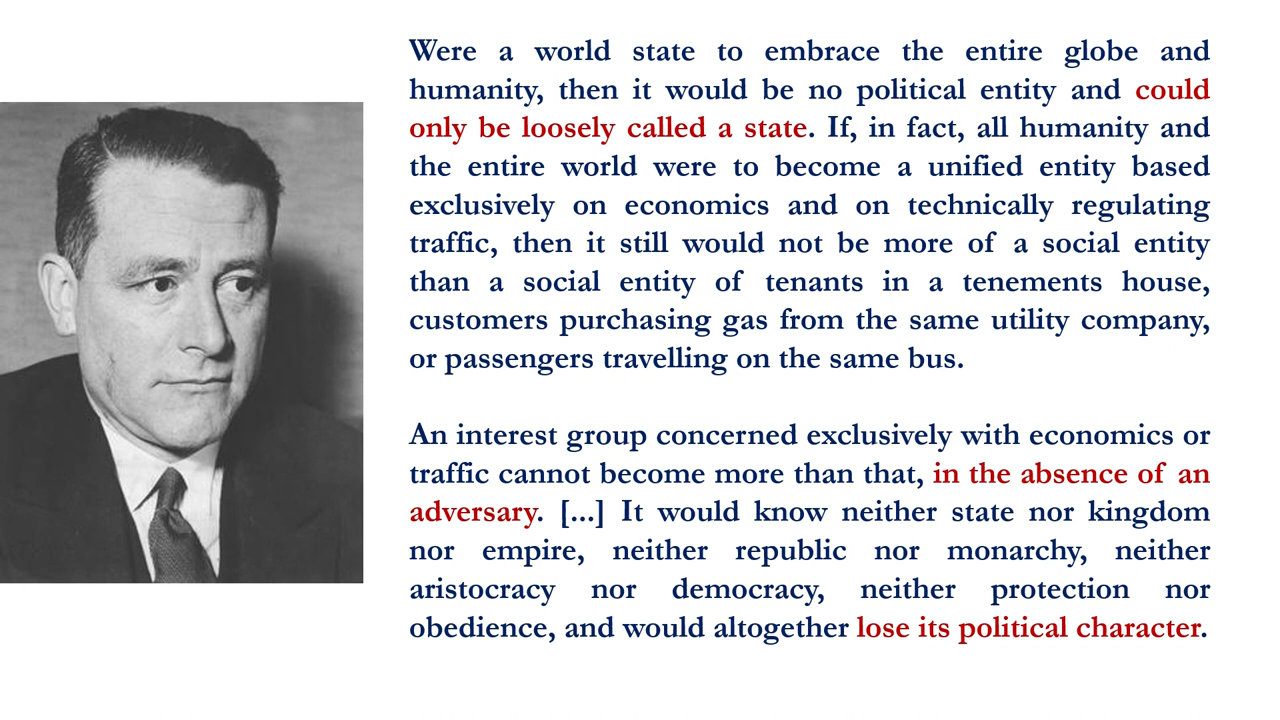 Were a world state to embrace the entire globe and
humanity, then it would be no political entity and could
only be loosely called a state. If, in fact, all humanity and
the entire world were to become a unified entity based
exclusively on economics and on technically regulating
traffic, then it still would not be more of a social entity
than a social entity of tenants in a tenements house,
customers purchasing gas from the same utility company,
or passengers travelling on the same bus.
An interest group concerned exclusively with economics or
traffic cannot become more than that, in the absence of an
adversary. [...] It would know neither state nor kingdom
nor empire, neither republic nor monarchy, neither
aristocracy nor democracy, neither protection nor
obedience, and would altogether lose its political character.